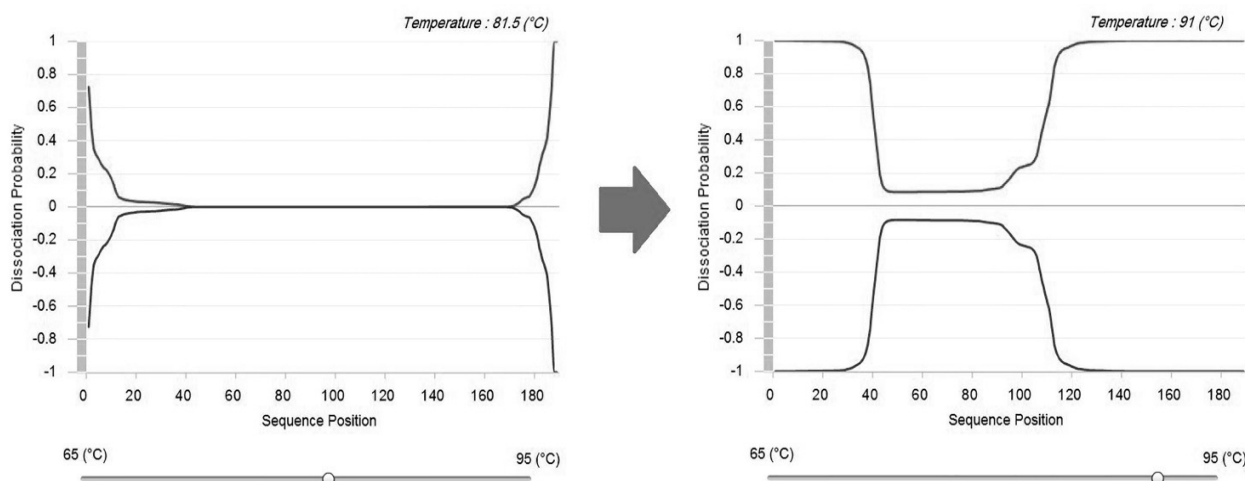 Temperature : 81.5 (°C)
1
0.8
0.6
0.4
0.2
0
-0.2
-0.4
-0.6
-0.8
-1
Dissociation Probability
0 20 40 60 80 100 120 140 160 180
Sequence Position
65 (°C) 95 (°C)
Temperature : 91 (°C)
1
0.8
0.6
0.4
0.2
0
-0.2
-0.4
-0.6
-0.8
-1
Dissociation Probability
0 20 40 60 80 100 120 140 160 180
Sequence Position
65 (°C) 95 (°C)